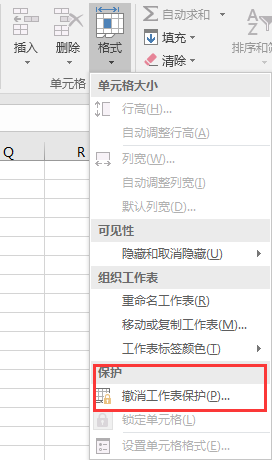 插入 删除 格式
自动求和
填充
清除
排序和
单元格
Q R
单元格大小
行高(H)...
自动调整行高(A)
列宽(W)...
自动调整列宽(I)
默认列宽(D)...
可见性
隐藏和取消隐藏(U)
组织工作表
重命名工作表(R)
移动或复制工作表(M)...
工作表标签颜色(T)
保护
撤消工作表保护(P)...
锁定单元格(L)
设置单元格格式(E)...